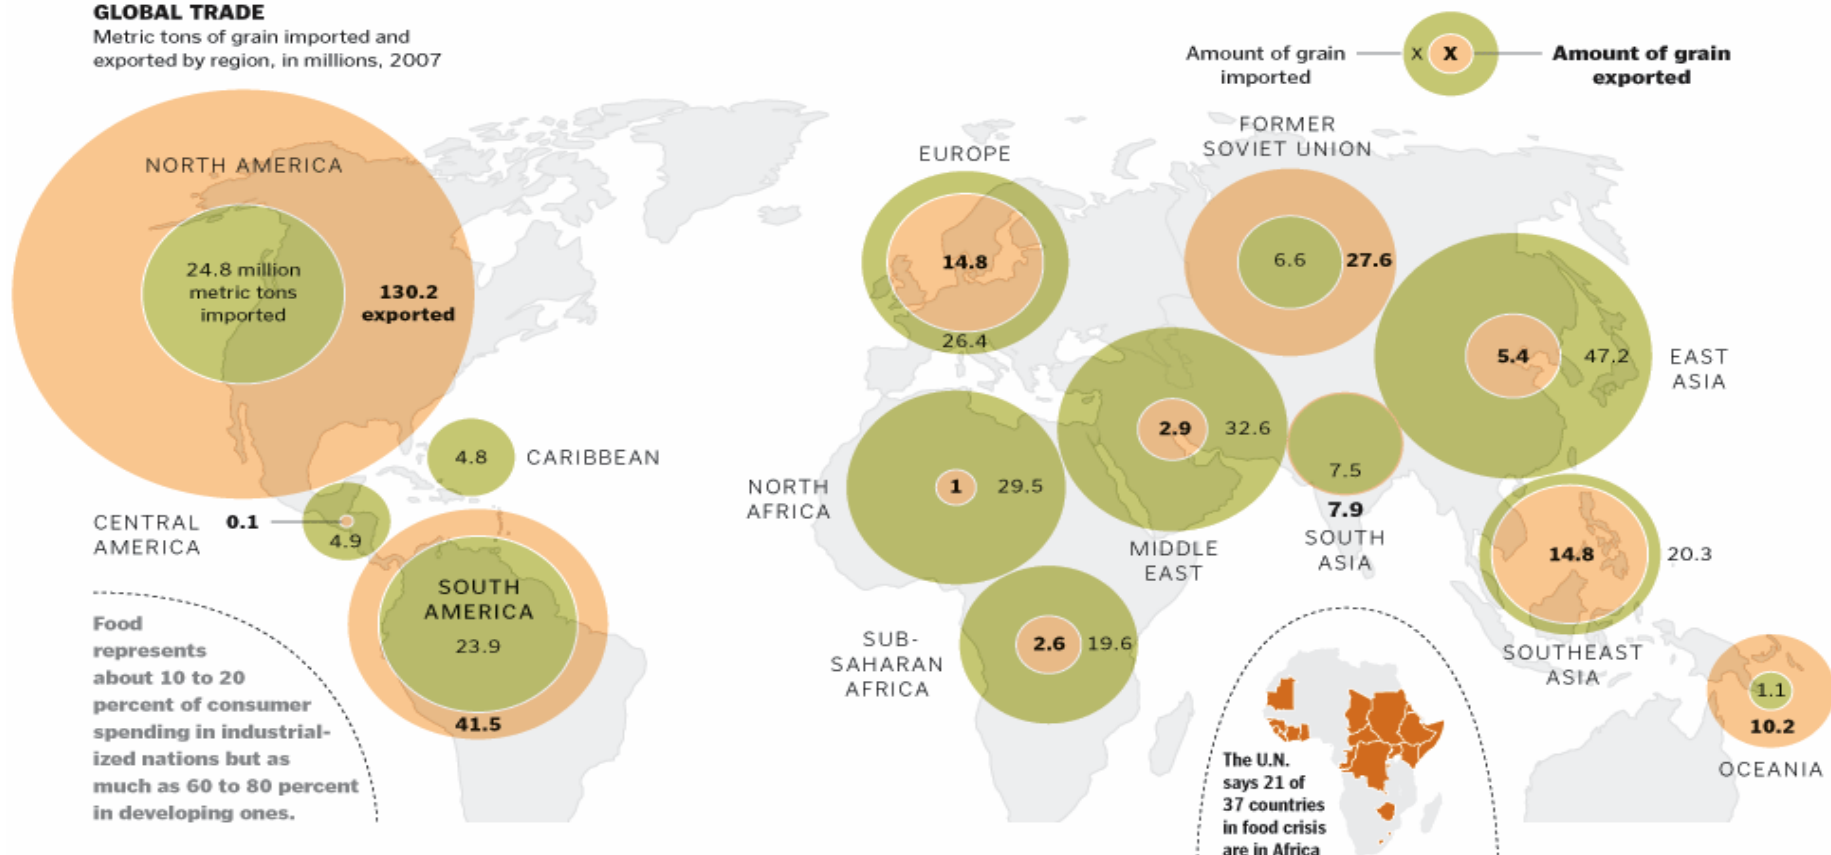 GLOBAL TRADE
Metric tons of grain imported and
exported by region, in millions, 2007
Amount of grain
imported
X
X
Amount of grain
exported
NORTH AMERICA
24.8 million
metric tons
imported
130.2
exported
CARIBBEAN
4.8
CENTRAL
AMERICA
0.1
4.9
SOUTH
AMERICA
23.9
41.5
Food
represents
about 10 to 20
percent of consumer
spending in industrial-
ized nations but as
much as 60 to 80 percent
in developing ones.
EUROPE
14.8
26.4
FORMER
SOVIET UNION
6.6
27.6
EAST
ASIA
5.4
47.2
NORTH
AFRICA
1
29.5
2.9
32.6
MIDDLE
EAST
7.5
7.9
SOUTH
ASIA
14.8
20.3
SOUTHEAST
ASIA
SUB-
SAHARAN
AFRICA
2.6
19.6
1.1
10.2
OCEANIA
The U.N.
says 21 of
37 countries
in food crisis
are in Africa